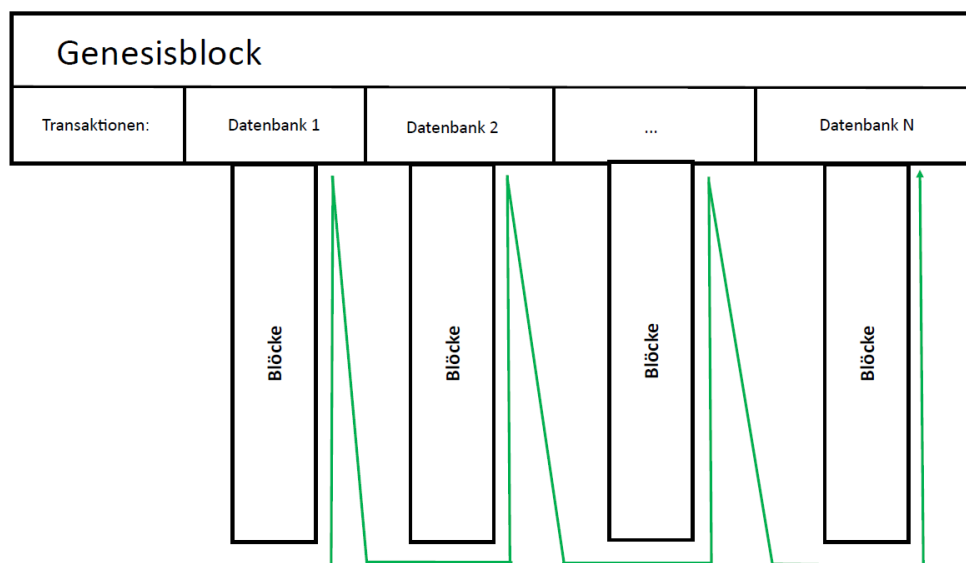 Genesisblock
Transaktionen:
Datenbank 1
Datenbank 2
...
Datenbank N
Blöcke
Blöcke
Blöcke
Blöcke